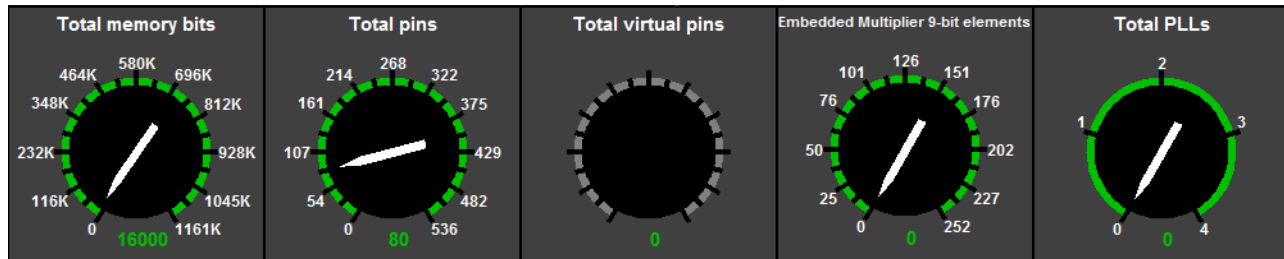 Total memory bits
580K
464K
696K
348K
812K
232K
928K
116K
1045K
0
1161K
16000
Total pins
268
214
322
161
375
107
429
54
482
0
536
80
Total virtual pins
0
Embedded Multiplier 9-bit elements
126
101
151
76
176
50
202
25
227
0
252
0
Total PLLs
2
1
3
0
4
0